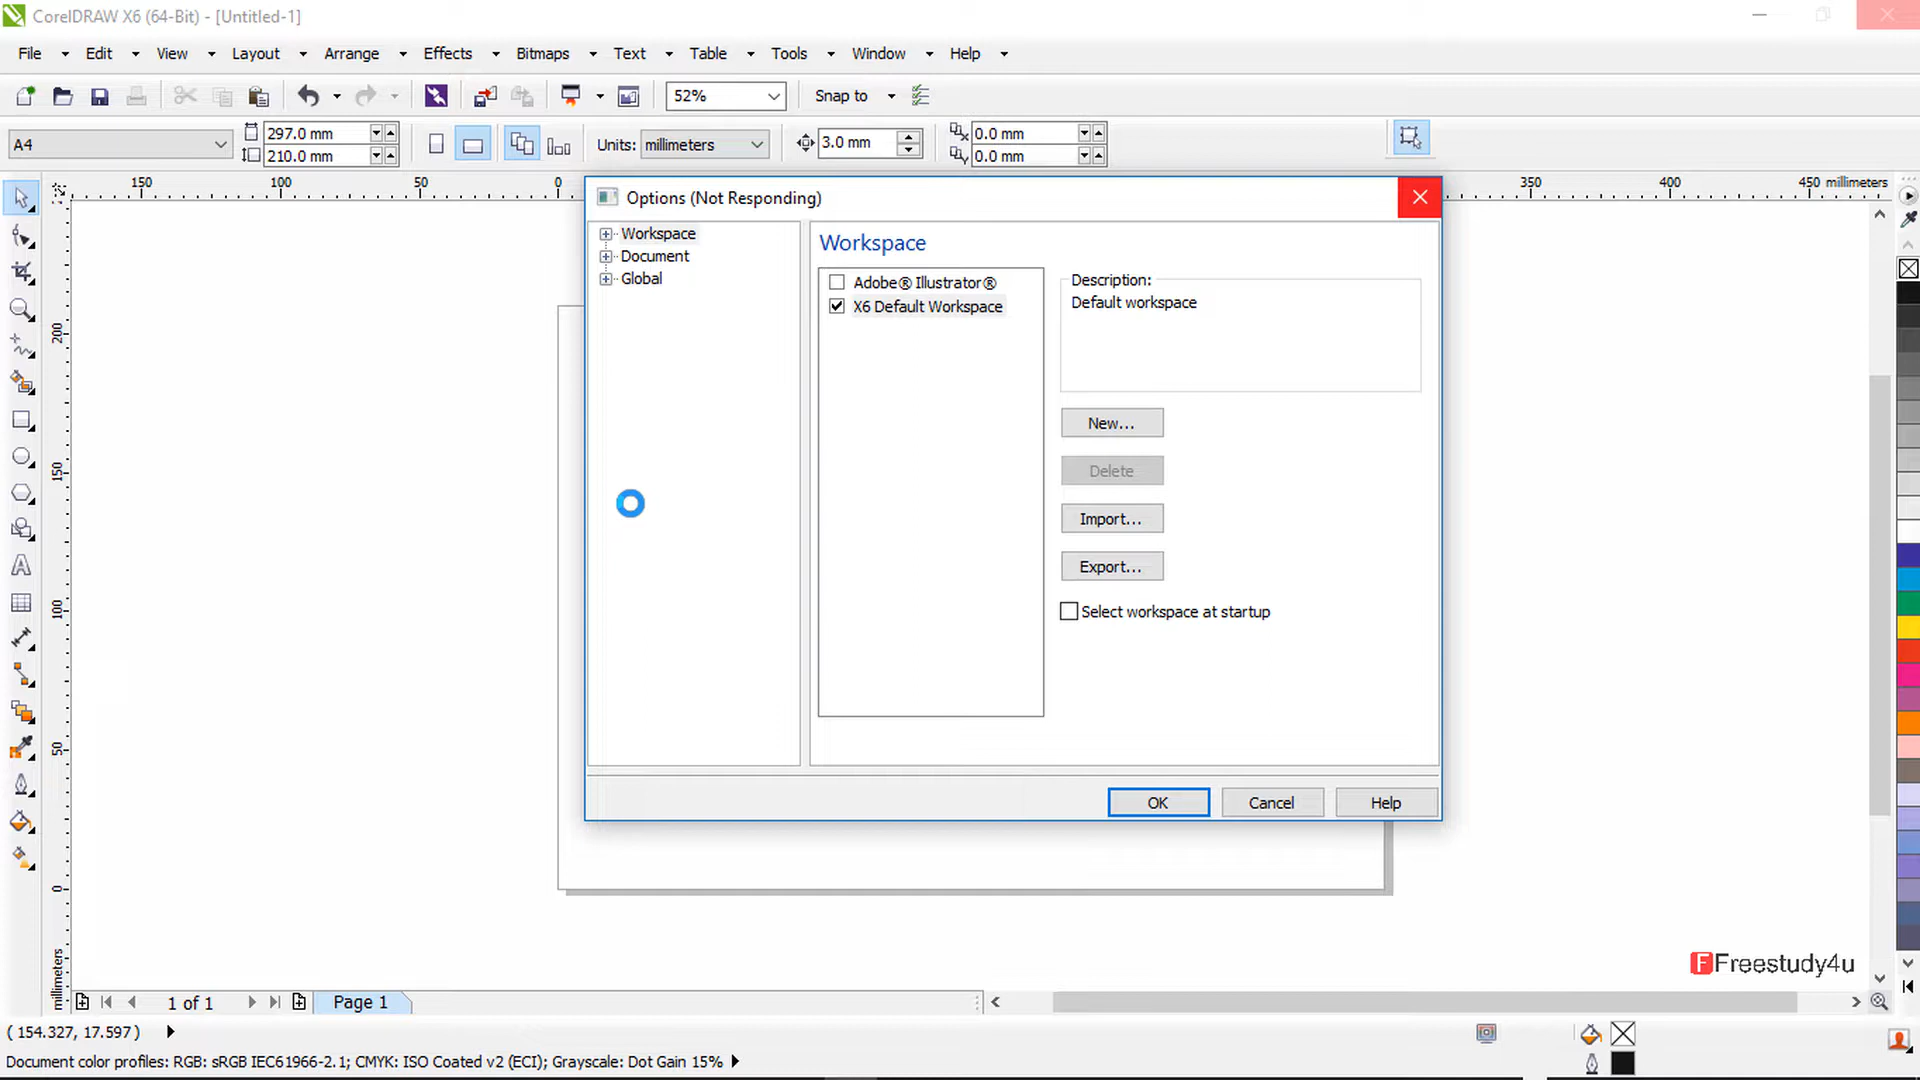 CorelDRAW X6 (64-Bit) - [Untitled-1]
File Edit View Layout Arrange Effects Bitmaps Text Table Tools Window Help
52% Snap to
A4 297.0 mm 210.0 mm Units: millimeters 3.0 mm 0.0 mm 0.0 mm
150 100 50 0 350 400 450 millimeters
Options (Not Responding)
Workspace
Document
Global
Workspace
Adobe® Illustrator®
X6 Default Workspace
Description:
Default workspace
New...
Delete
Import...
Export...
Select workspace at startup
OK Cancel Help
200
150
100
50
0
millimeters
Freestudy4u
1 of 1 Page 1
( 154.327, 17.597 )
Document color profiles: RGB: sRGB IEC61966-2.1; CMYK: ISO Coated v2 (ECI); Grayscale: Dot Gain 15%